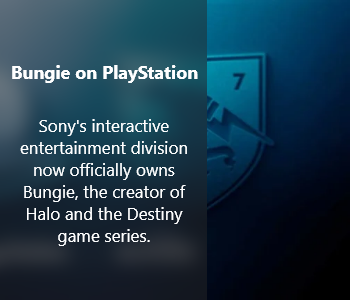 Bungie on PlayStation
Sony's interactive
entertainment division
now officially owns
Bungie, the creator of
Halo and the Destiny
game series.
7